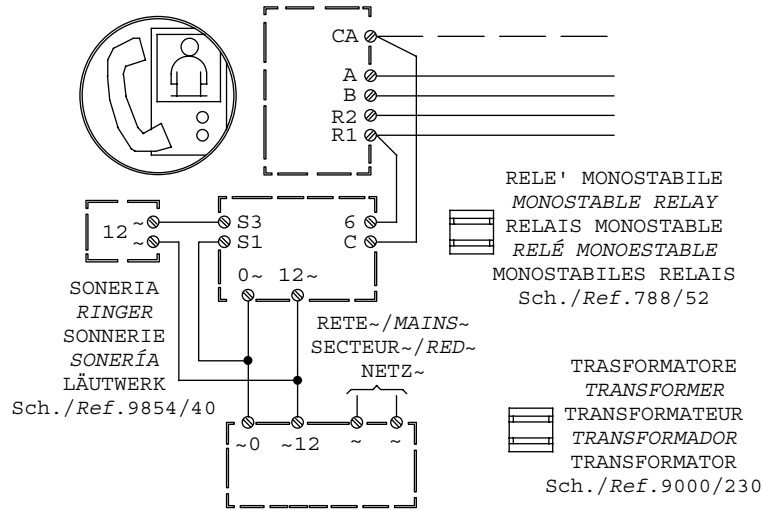 CA
A
B
R2
R1
RELE' MONOSTABILE
MONOSTABLE RELAY
RELAIS MONOSTABLE
RELÉ MONOESTABLE
MONOSTABILES RELAIS
Sch./Ref.788/52
12 ~
~
S3
S1
6
C
0~ 12~
SONERIA
RINGER
SONNERIE
SONERÍA
LÄUTWERK
Sch./Ref.9854/40
RETE~/MAINS~
SECTEUR~/RED~
NETZ~
~0 ~12 ~ ~
TRASFORMATORE
TRANSFORMER
TRANSFORMATEUR
TRANSFORMADOR
TRANSFORMATOR
Sch./Ref.9000/230